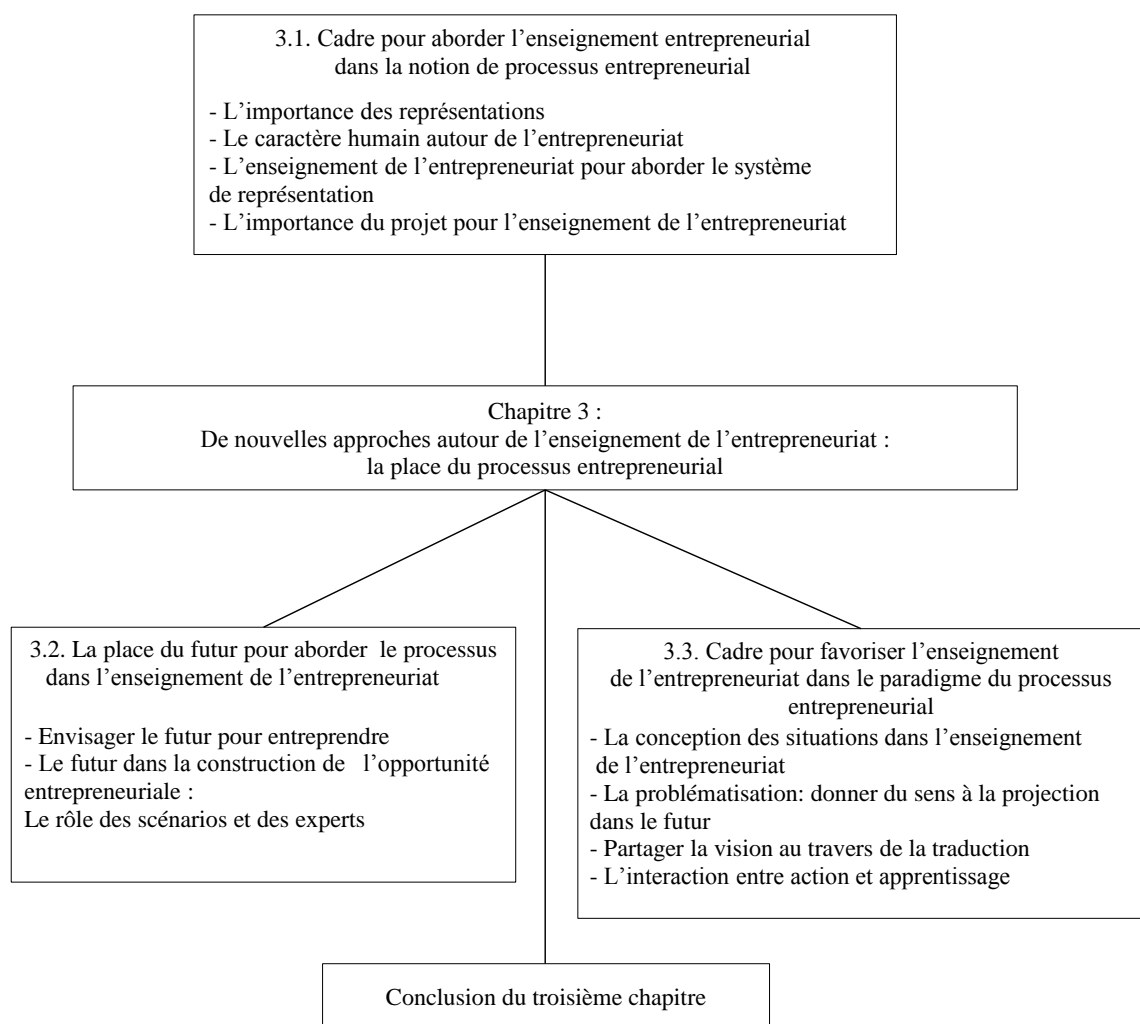 3.1. Cadre pour aborder l’enseignement entrepreneurial
dans la notion de processus entrepreneurial
- L’importance des représentations
- Le caractère humain autour de l’entrepreneuriat
- L’enseignement de l’entrepreneuriat pour aborder le système
de représentation
- L’importance du projet pour l’enseignement de l’entrepreneuriat
Chapitre 3 :
De nouvelles approches autour de l’enseignement de l’entrepreneuriat :
la place du processus entrepreneurial
3.2. La place du futur pour aborder le processus
dans l’enseignement de l’entrepreneuriat
- Envisager le futur pour entreprendre
- Le futur dans la construction de l’opportunité
entrepreneuriale :
Le rôle des scénarios et des experts
3.3. Cadre pour favoriser l’enseignement
de l’entrepreneuriat dans le paradigme du processus
entrepreneurial
- La conception des situations dans l’enseignement
de l’entrepreneuriat
- La problématisation: donner du sens à la projection
dans le futur
- Partager la vision au travers de la traduction
- L’interaction entre action et apprentissage
Conclusion du troisième chapitre